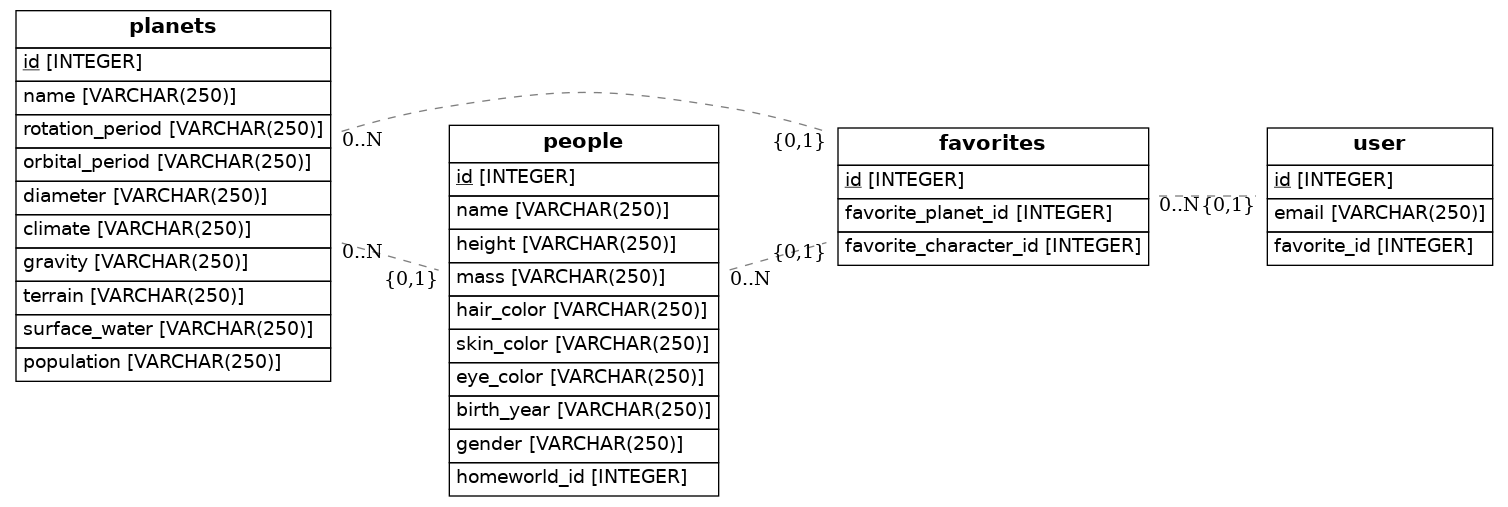 planets
id [INTEGER]
name [VARCHAR(250)]
rotation_period [VARCHAR(250)]
orbital_period [VARCHAR(250)]
diameter [VARCHAR(250)]
climate [VARCHAR(250)]
gravity [VARCHAR(250)]
terrain [VARCHAR(250)]
surface_water [VARCHAR(250)]
population [VARCHAR(250)]
0..N
{0,1}
0..N
{0,1}
people
id [INTEGER]
name [VARCHAR(250)]
height [VARCHAR(250)]
mass [VARCHAR(250)]
hair_color [VARCHAR(250)]
skin_color [VARCHAR(250)]
eye_color [VARCHAR(250)]
birth_year [VARCHAR(250)]
gender [VARCHAR(250)]
homeworld_id [INTEGER]
0..N
{0,1}
favorites
id [INTEGER]
favorite_planet_id [INTEGER]
favorite_character_id [INTEGER]
0..N
{0,1}
user
id [INTEGER]
email [VARCHAR(250)]
favorite_id [INTEGER]